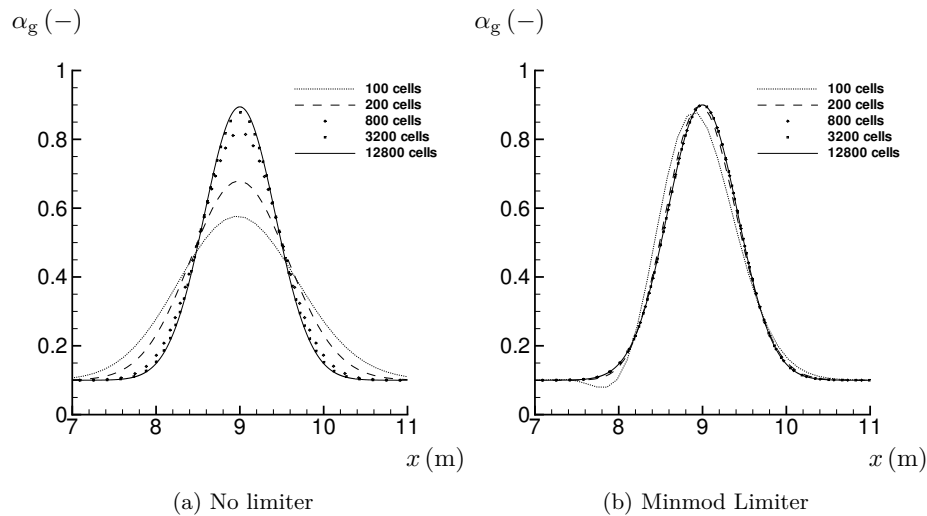 α_g (−)
1
0.8
0.6
0.4
0.2
0
7 8 9 10 11
100 cells
200 cells
800 cells
3200 cells
12800 cells
x (m)
(a) No limiter
α_g (−)
1
0.8
0.6
0.4
0.2
0
7 8 9 10 11
100 cells
200 cells
800 cells
3200 cells
12800 cells
x (m)
(b) Minmod Limiter